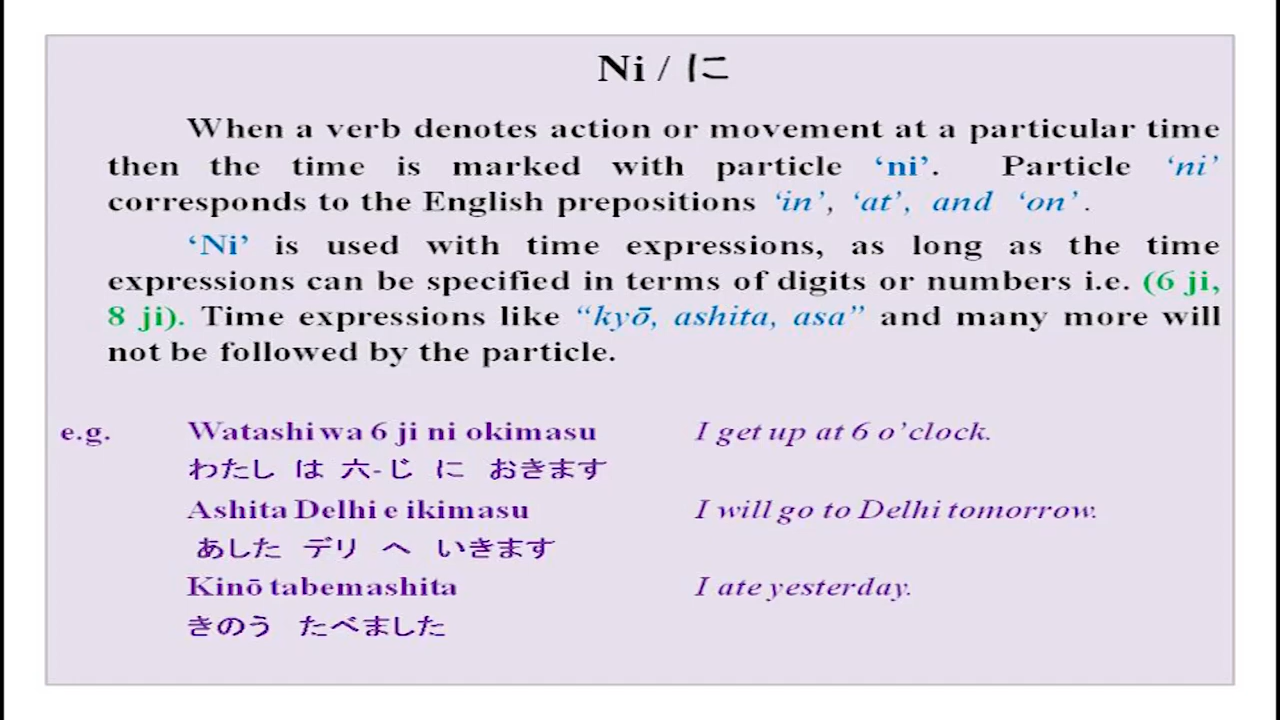 Ni / に
When a verb denotes action or movement at a particular time
then the time is marked with particle ‘ni’. Particle ‘ni’
corresponds to the English prepositions ‘in’, ‘at’, and ‘on’.
‘Ni’ is used with time expressions, as long as the time
expressions can be specified in terms of digits or numbers i.e. (6 ji,
8 ji). Time expressions like “kyō, ashita, asa” and many more will
not be followed by the particle.
e.g. Watashi wa 6 ji ni okimasu I get up at 6 o’clock.
わたし は 六-じ に おきます
Ashita Delhi e ikimasu I will go to Delhi tomorrow.
あした デリ へ いきます
Kinō tabemashita I ate yesterday.
きのう たべました